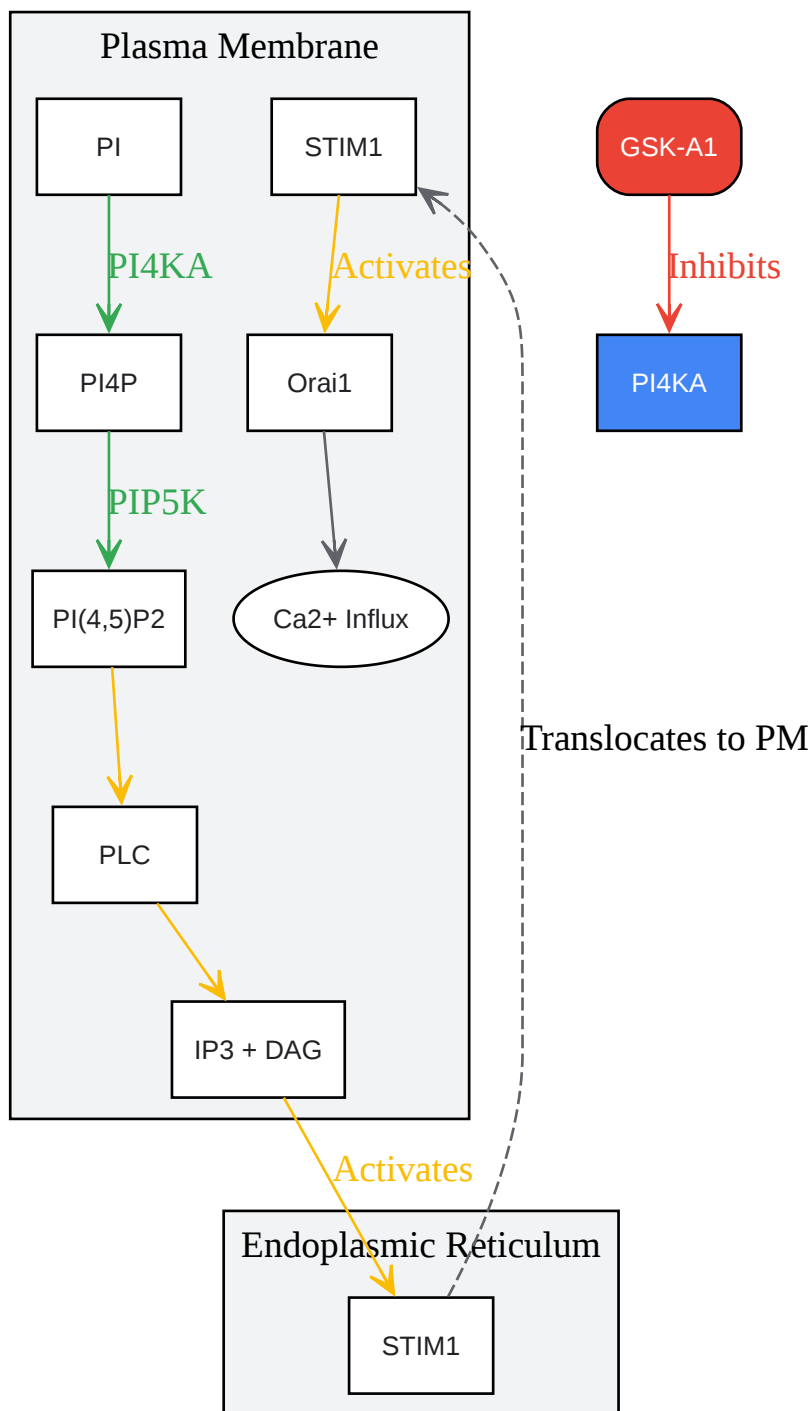 Plasma Membrane
PI
STIM1
GSK-A1
PI4KA
Activates
Inhibits
PI4P
Orai1
PI4KA
PIP5K
PI(4,5)P2
Ca2+ Influx
Translocates to PM
PLC
IP3 + DAG
Activates
Endoplasmic Reticulum
STIM1